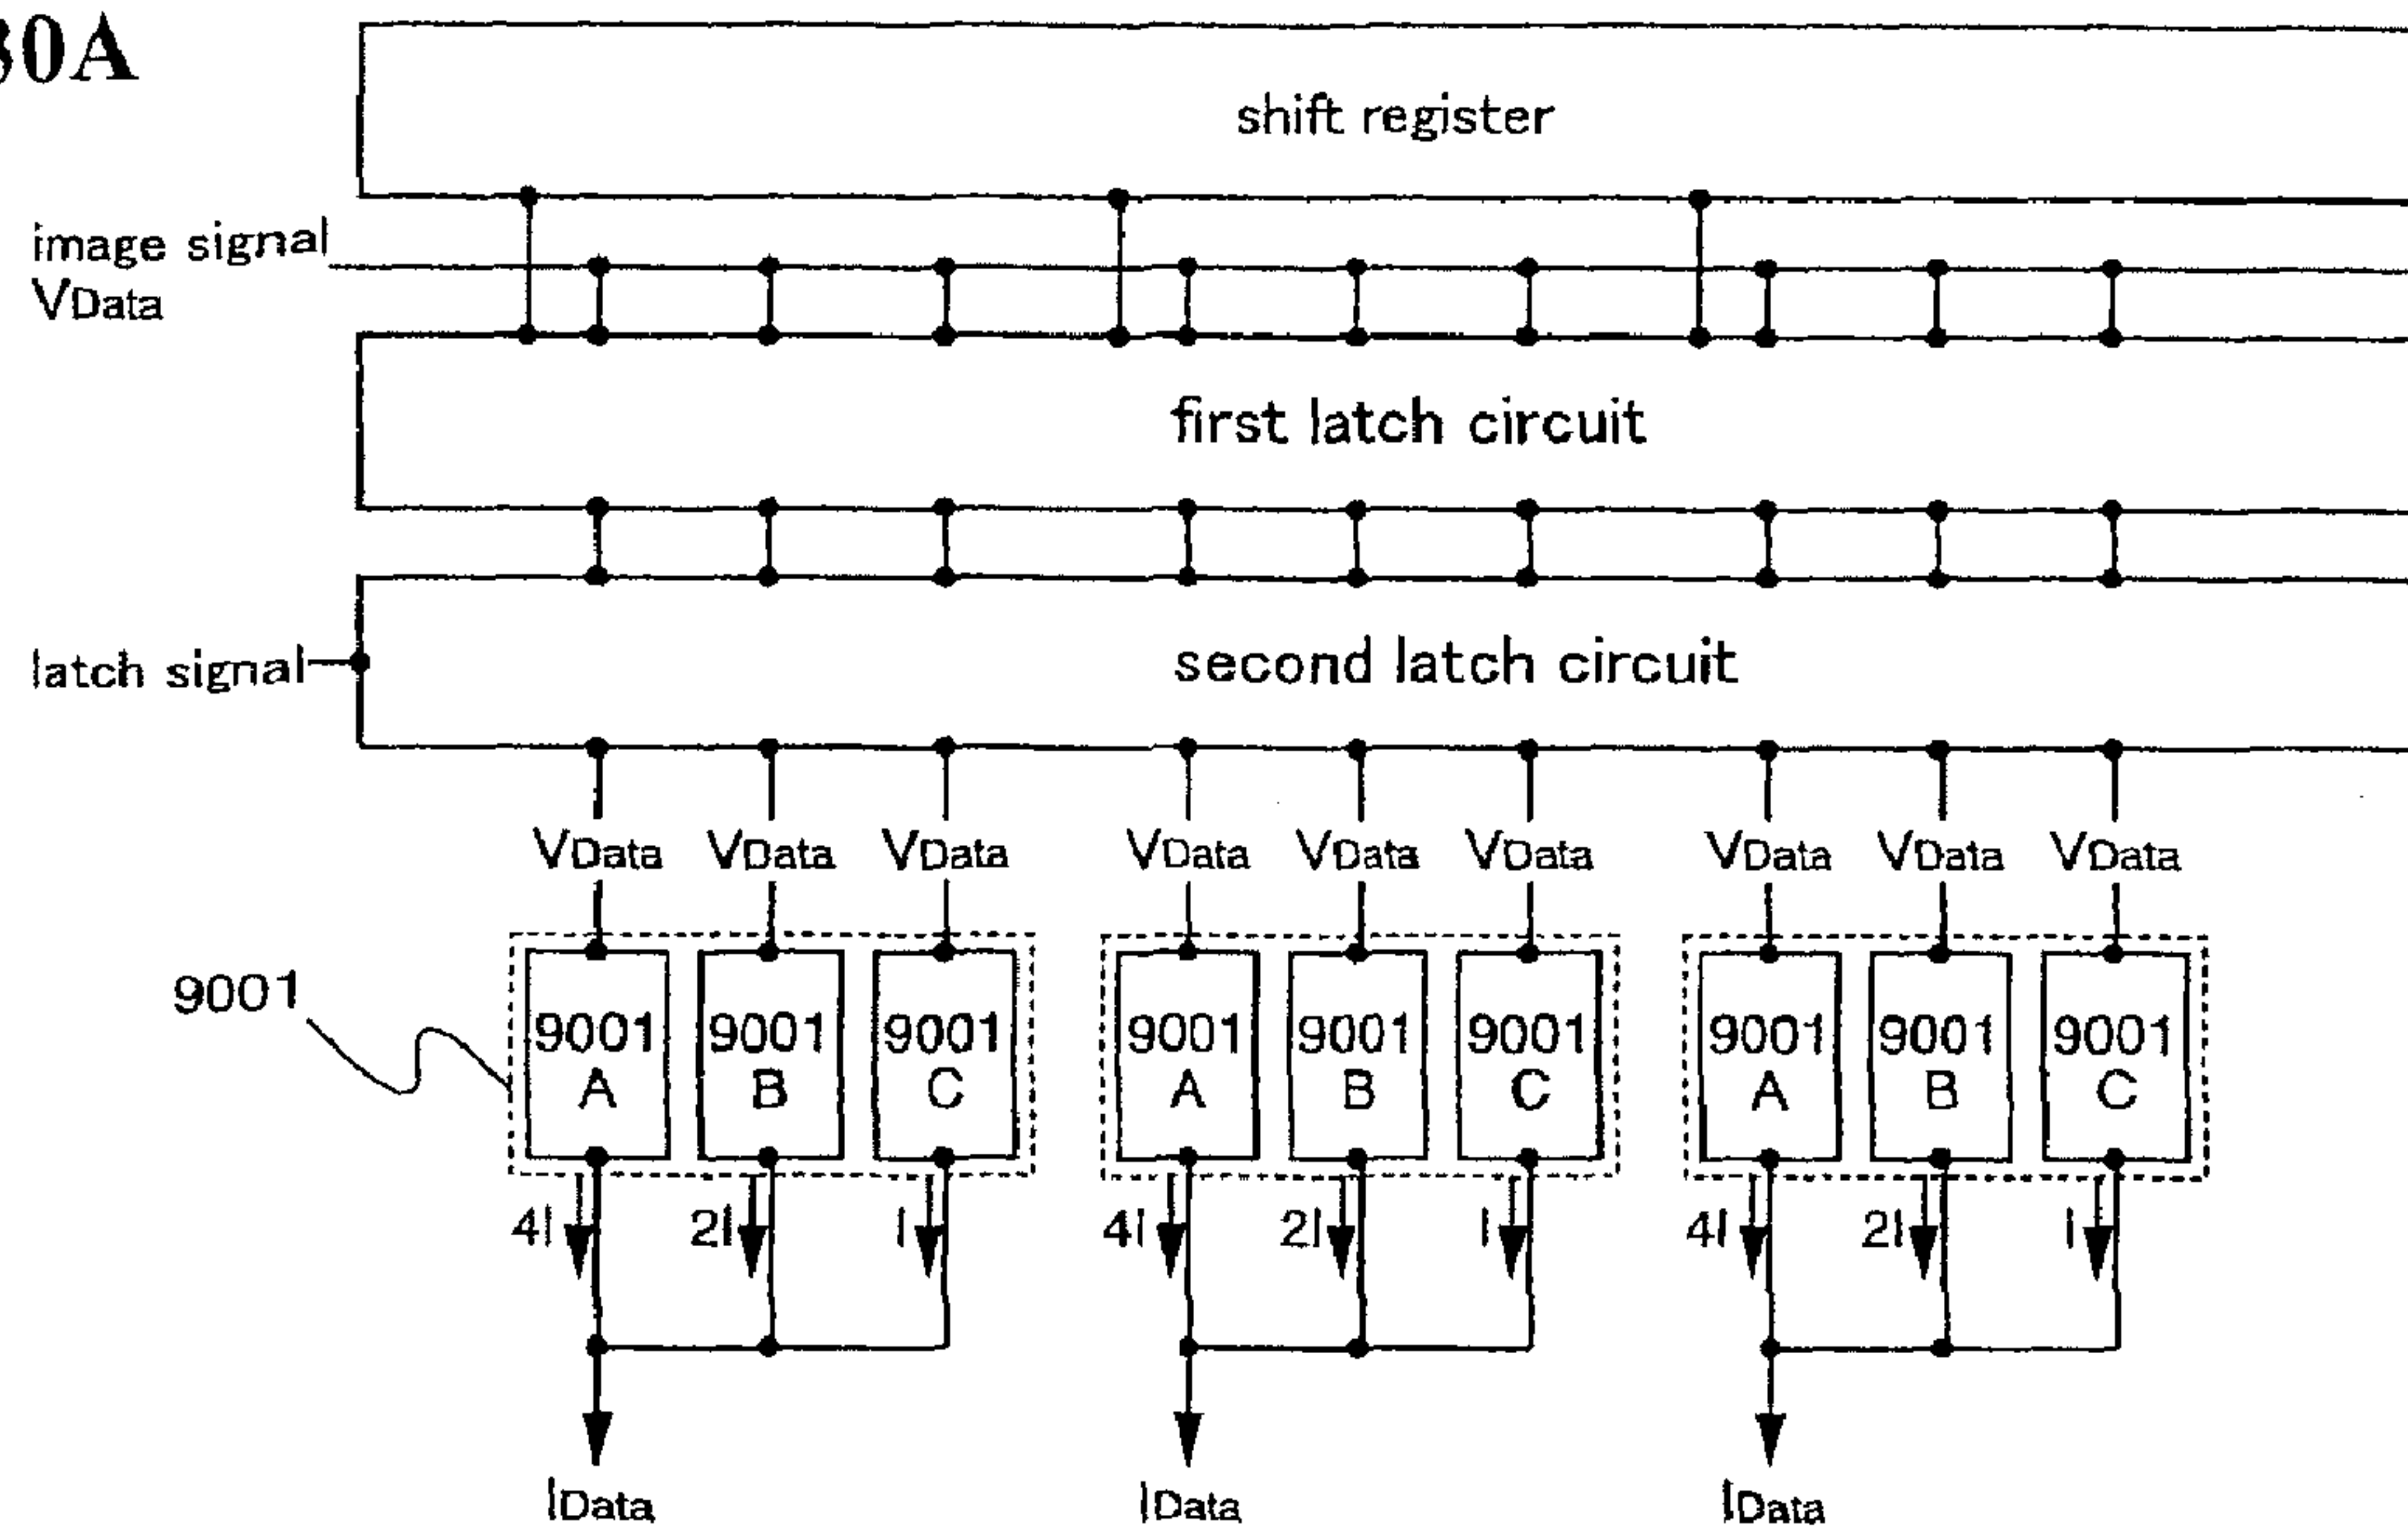 30A
shift register
image signal
VData
first latch circuit
latch signal
second latch circuit
VData VData VData VData VData VData VData VData VData
9001
9001 9001 9001 9001 9001 9001 9001 9001 9001
A B C A B C A B C
4I 2I I 4I 2I I 4I 2I I
IData IData IData